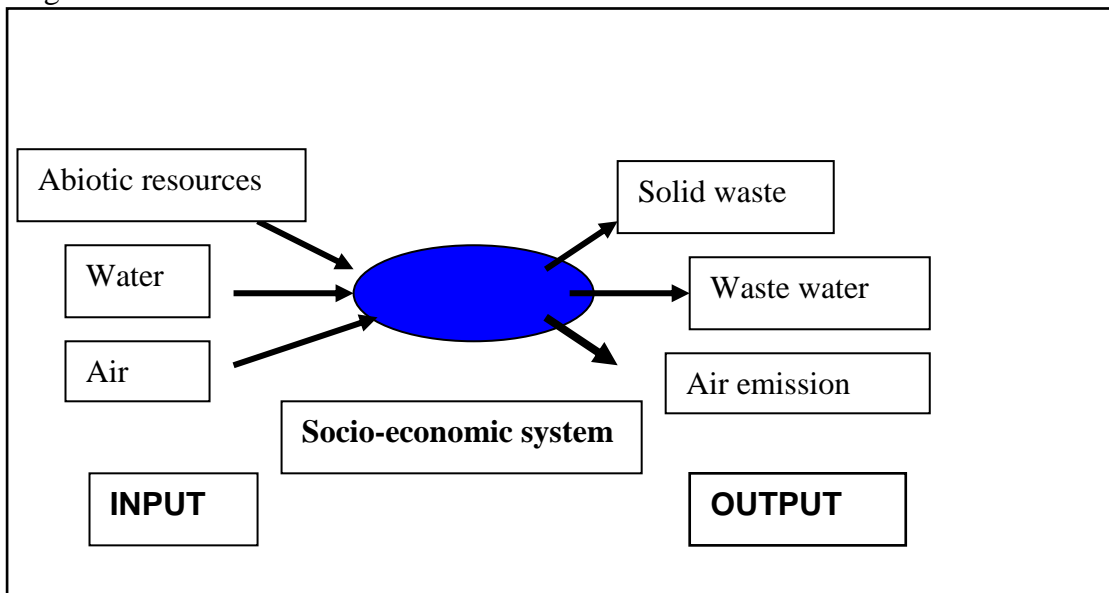 Abiotic resources
Solid waste
Water
Waste water
Air
Air emission
Socio-economic system
INPUT
OUTPUT